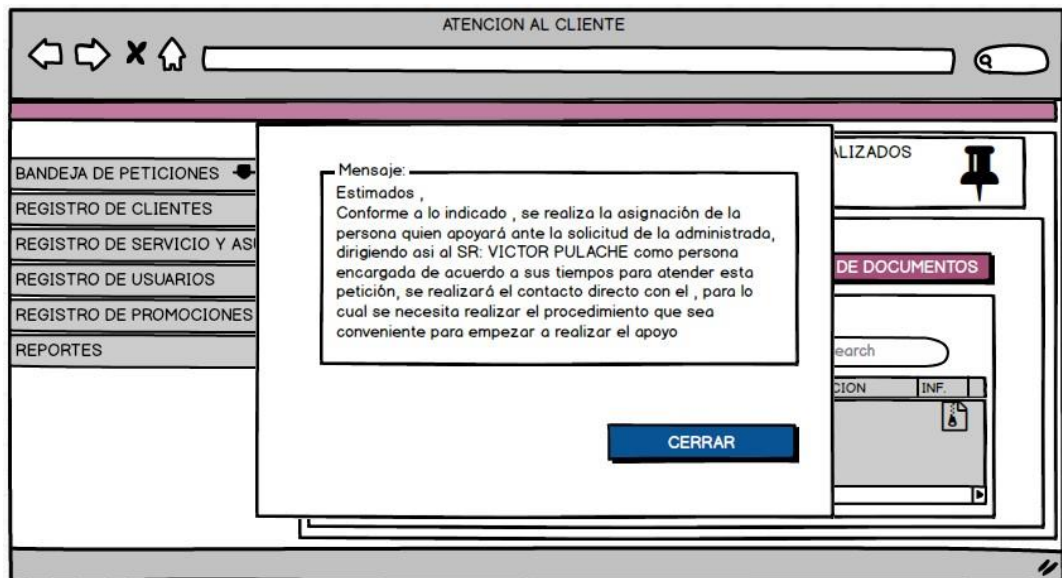 ATENCION AL CLIENTE
BANDEJA DE PETICIONES
REGISTRO DE CLIENTES
REGISTRO DE SERVICIO Y
REGISTRO DE USUARIOS
REGISTRO DE PROMOCIONES
REPORTES
Mensaje:
Estimados ,
Conforme a lo indicado , se realiza la asignación de la
persona quien apoyará ante la solicitud de la administrada,
dirigiendo asi al SR: VICTOR PULACHE como persona
encargada de acuerdo a sus tiempos para atender esta
petición, se realizará el contacto directo con el , para lo
cual se necesita realizar el procedimiento que sea
conveniente para empezar a realizar el apoyo
CERRAR
DE DOCUMENTOS
INF.